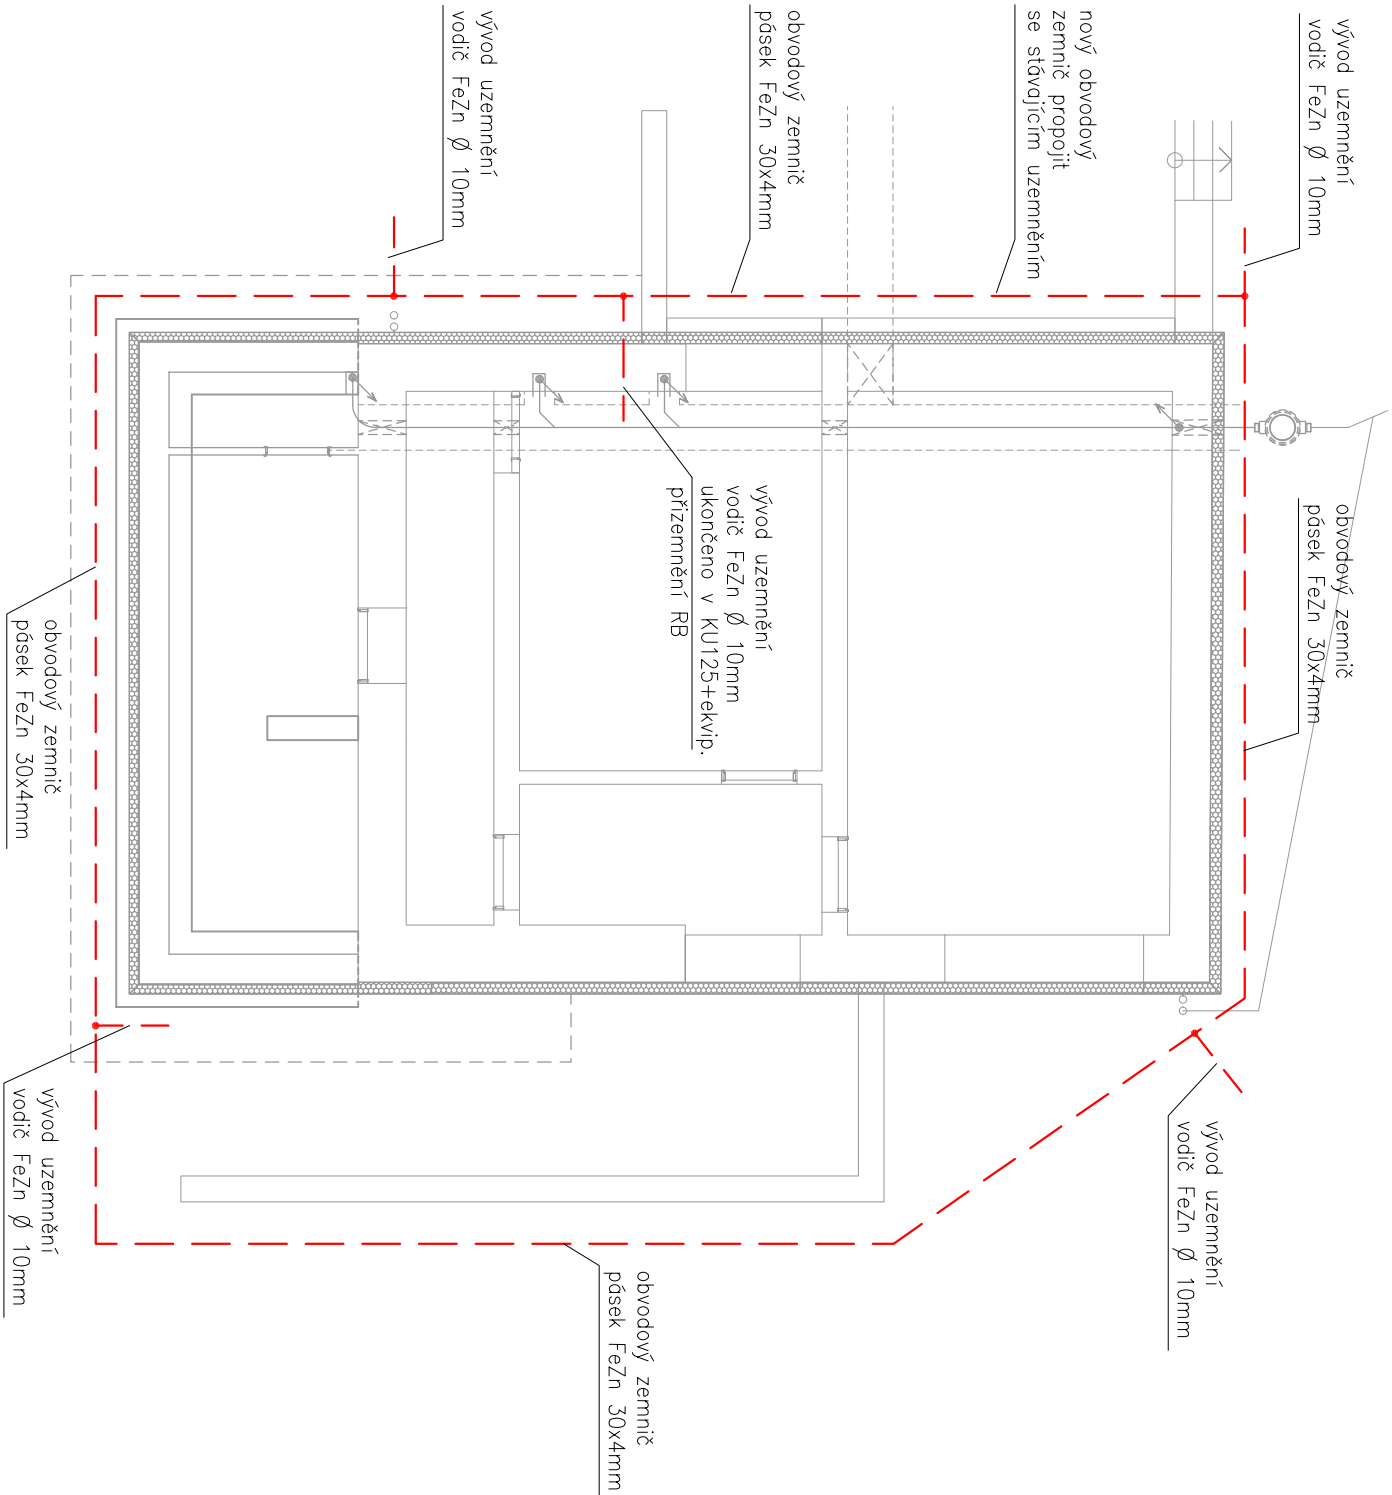 vývod uzemnění
vodič FeZn Ø 10mm
nový obvodový
zemnič propojit
se stávajícím uzemněním
obvodový zemnič
pásek FeZn 30x4mm
vývod uzemnění
vodič FeZn Ø 10mm
obvodový zemnič
pásek FeZn 30x4mm
vývod uzemnění
vodič FeZn Ø 10mm
ukončeno v KU125+ekvip.
přizemnění RB
obvodový zemnič
pásek FeZn 30x4mm
vývod uzemnění
vodič FeZn Ø 10mm
vývod uzemnění
vodič FeZn Ø 10mm
obvodový zemnič
pásek FeZn 30x4mm